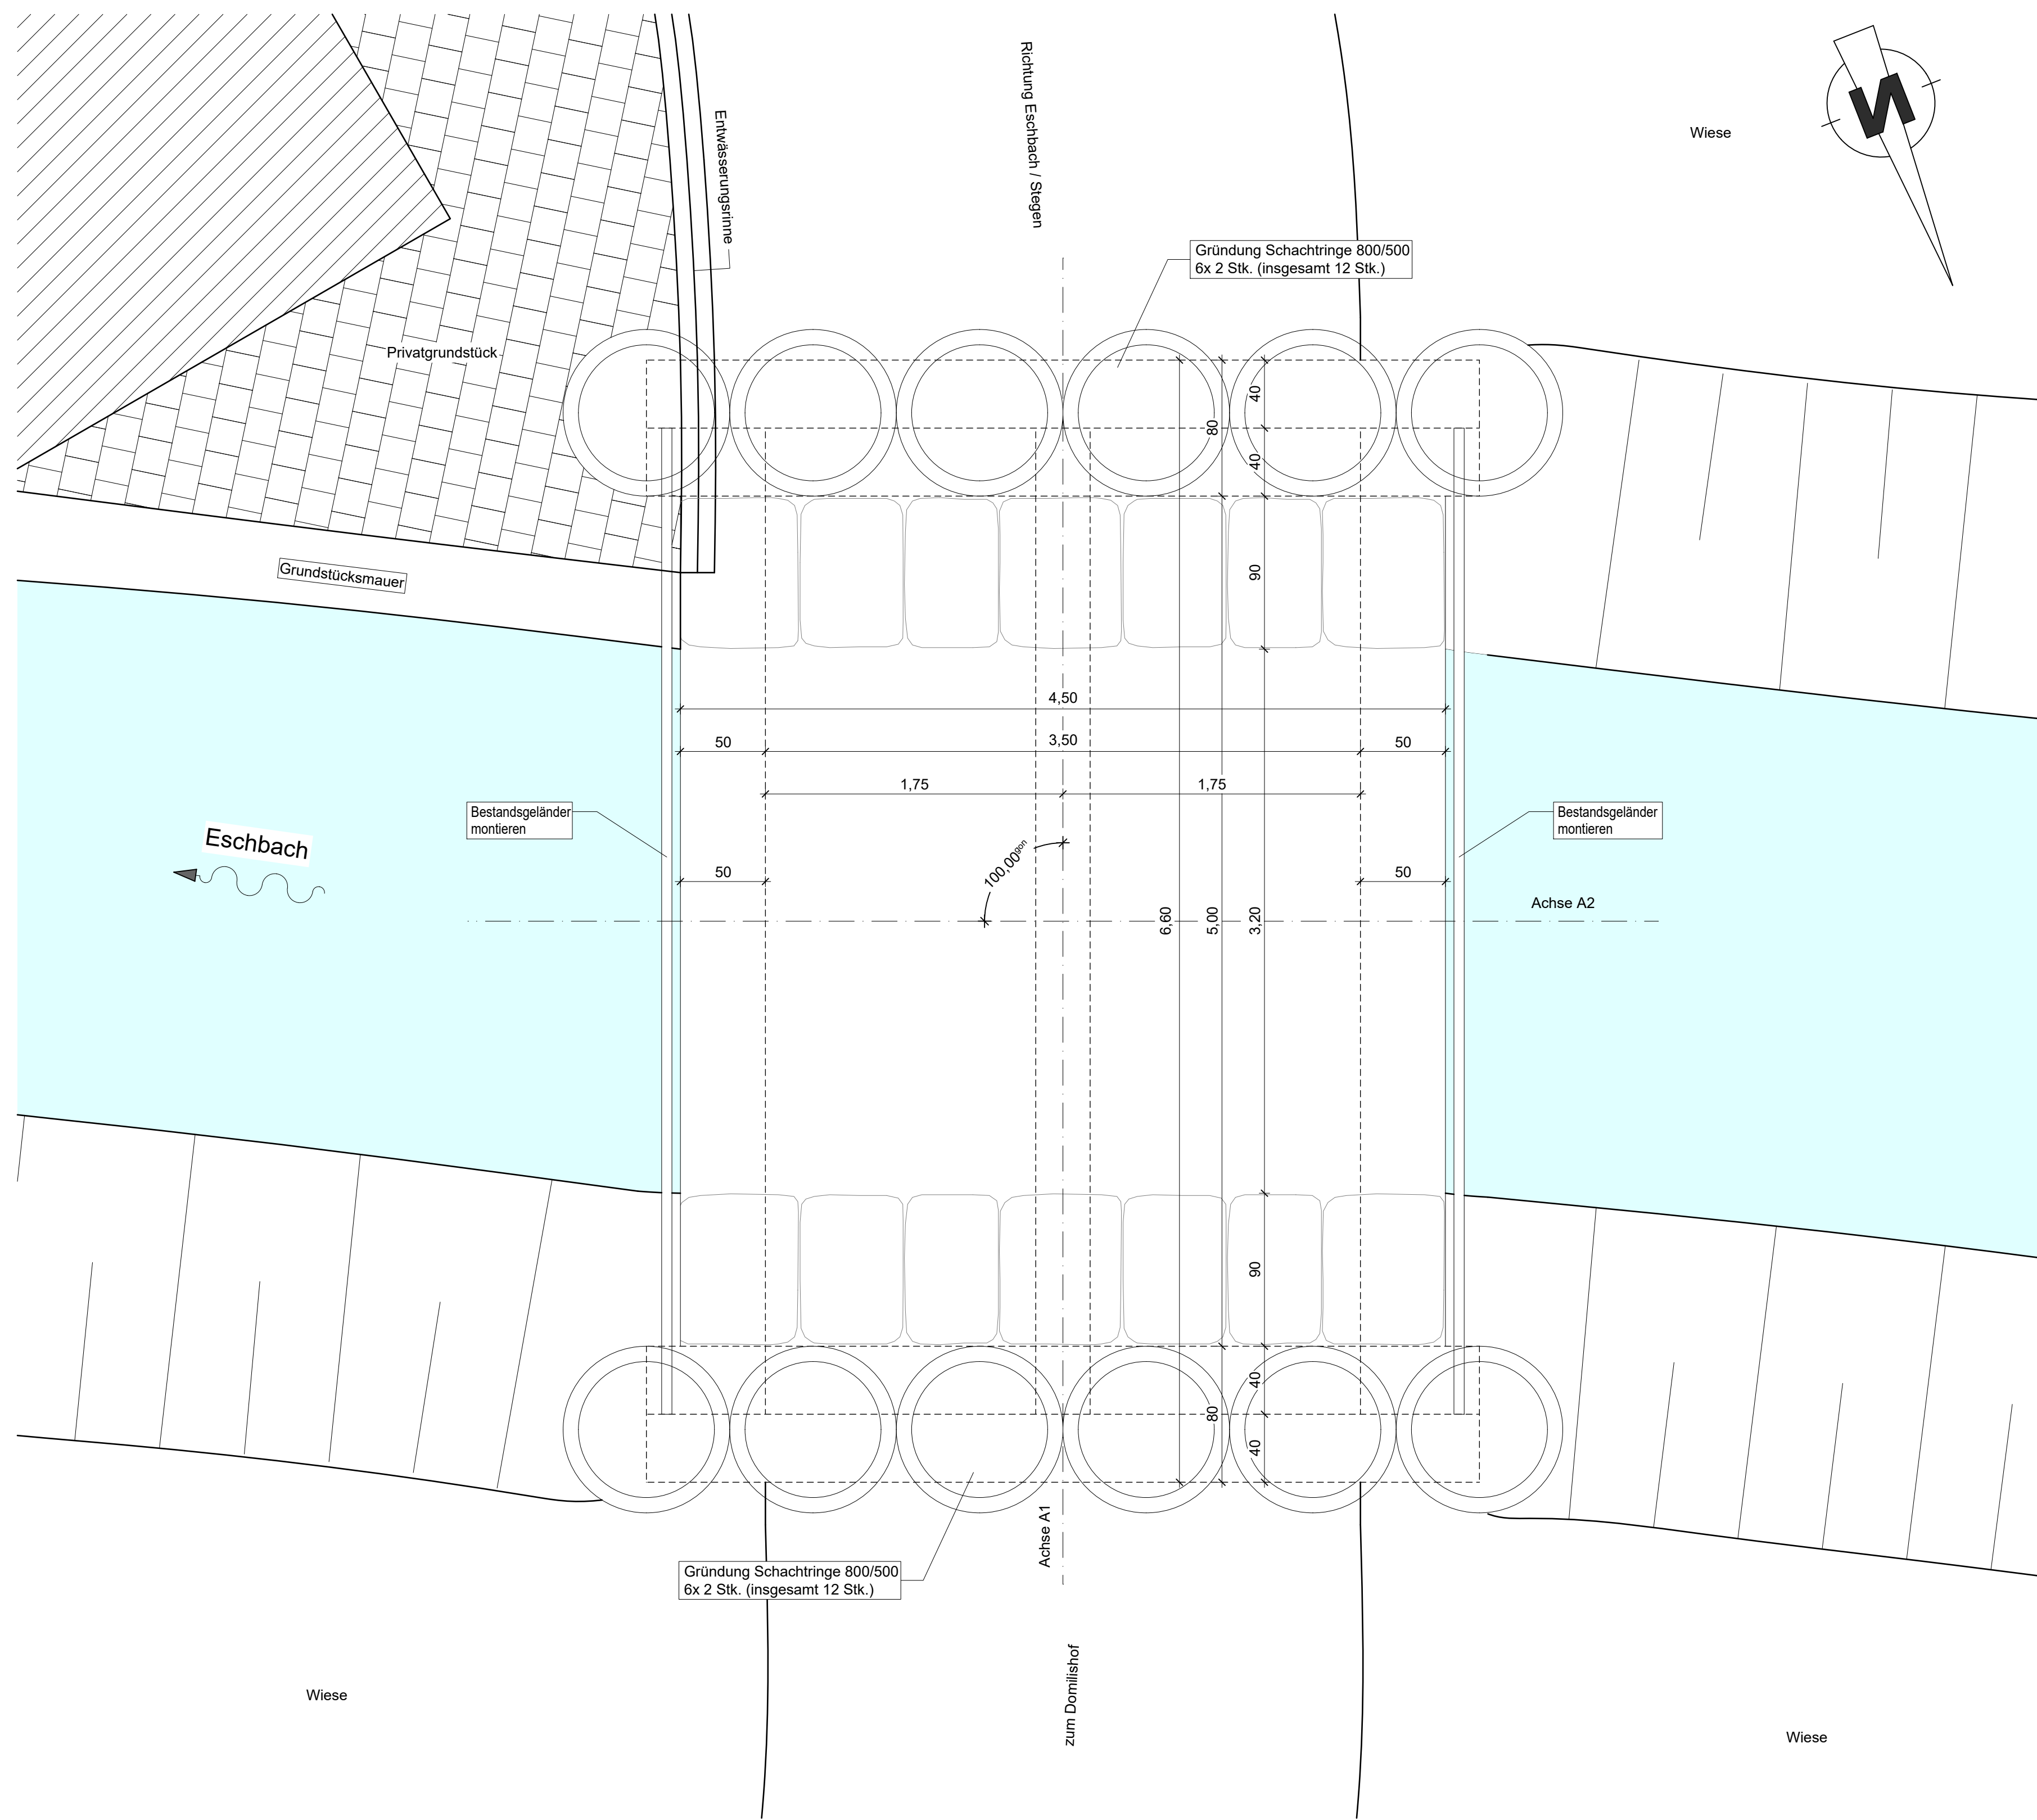 Richtung Eschbach / Stegen
Entwässerungsrinne
Wiese
N
Gründung Schachtringe 800/500
6x 2 Stk. (insgesamt 12 Stk.)
Privatgrundstück
40
80
40
Grundstücksmauer
90
4,50
50
3,50
50
1,75
1,75
Bestandsgeländer
montieren
Bestandsgeländer
montieren
Eschbach
100,00gon
50
50
6,60
5,00
3,20
Achse A2
90
40
80
40
Achse A1
Gründung Schachtringe 800/500
6x 2 Stk. (insgesamt 12 Stk.)
zum Domilishof
Wiese
Wiese